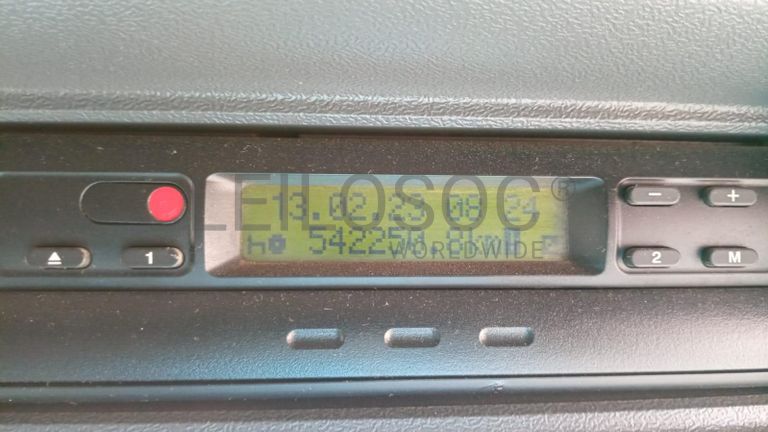 LEILOSOC®
WORLDWIDE
13.02.23 08 24
1
2
−
+
M